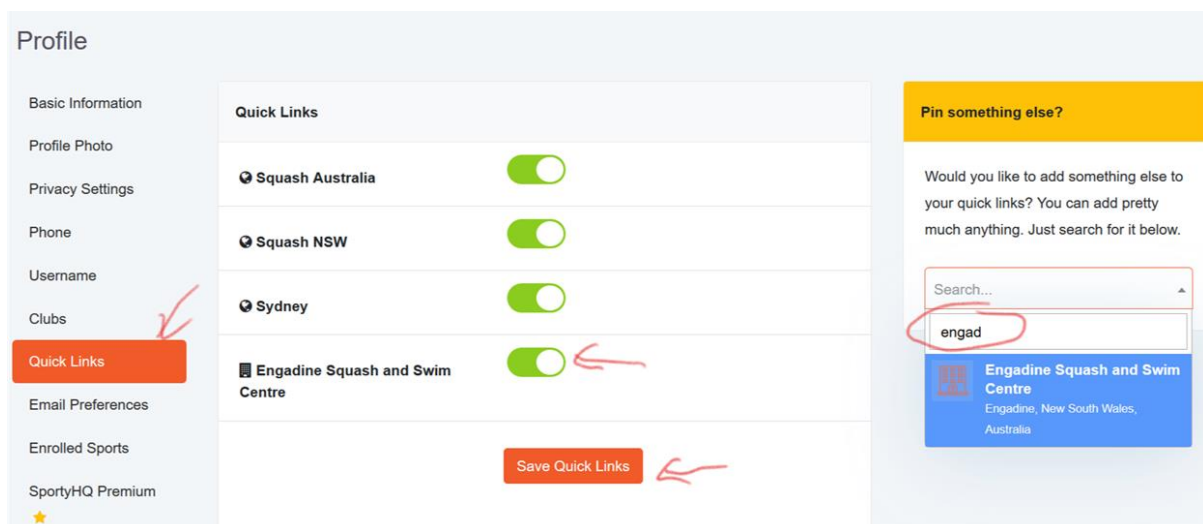 Profile
Basic Information
Profile Photo
Privacy Settings
Phone
Username
Clubs
Quick Links
Email Preferences
Enrolled Sports
SportyHQ Premium
Quick Links
Squash Australia
Squash NSW
Sydney
Engadine Squash and Swim
Centre
Save Quick Links
Pin something else?
Would you like to add something else to
your quick links? You can add pretty
much anything. Just search for it below.
Search...
engad
Engadine Squash and Swim
Centre
Engadine, New South Wales,
Australia